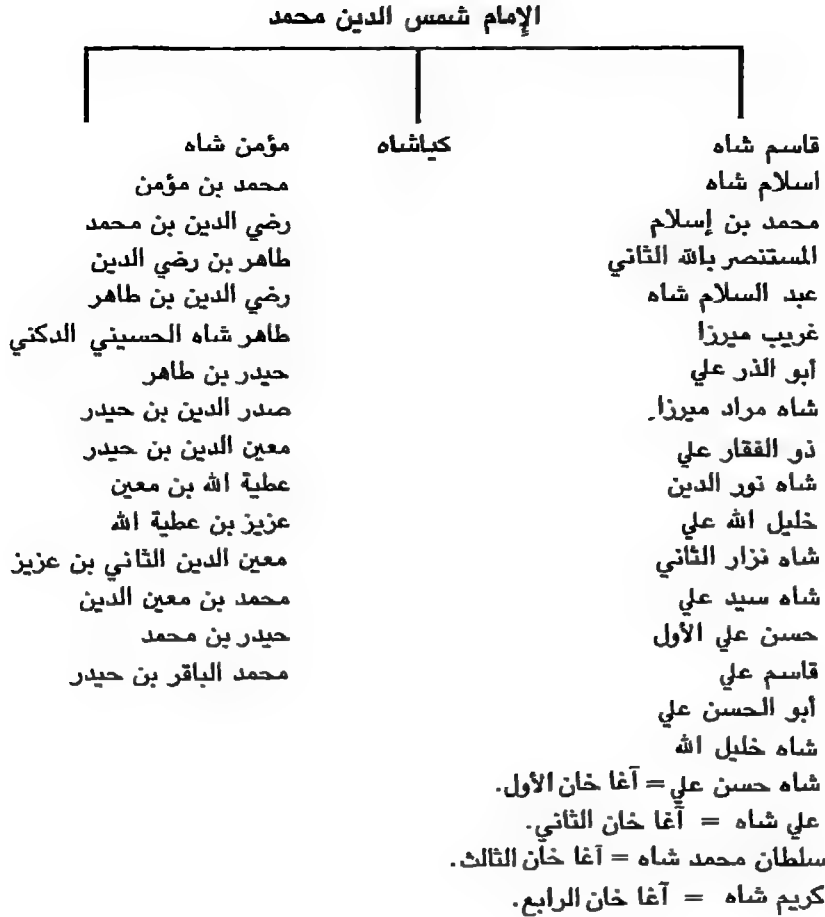 الإمام شمس الدين محمد
قاسم شاه
اسلام شاه
محمد بن إسلام
المستنصر بالله الثاني
عبد السلام شاه
غريب ميرزا
أبو الذر علي
شاه مراد ميرزا.
ذو الفقار علي
شاه نور الدين
خليل الله علي
شاه نزار الثاني
شاه سيد علي
حسن علي الأول
قاسم علي
أبو الحسن علي
شاه خليل الله
شاه حسن علي = آغا خان الأول.
علي شاه = آغا خان الثاني.
سلطان محمد شاه = آغا خان الثالث.
كريم شاه = آغا خان الرابع.
كياشاه
مؤمن شاه
محمد بن مؤمن
رضي الدين بن محمد
طاهر بن رضي الدين
رضي الدين بن طاهر
طاهر شاه الحسيني الدكني
حيدر بن طاهر
صدر الدين بن حيدر
معين الدين بن حيدر
عطية الله بن معين
عزيز بن عطية الله
معين الدين الثاني بن عزيز
محمد بن معين الدين
حيدر بن محمد
محمد الباقر بن حيدر